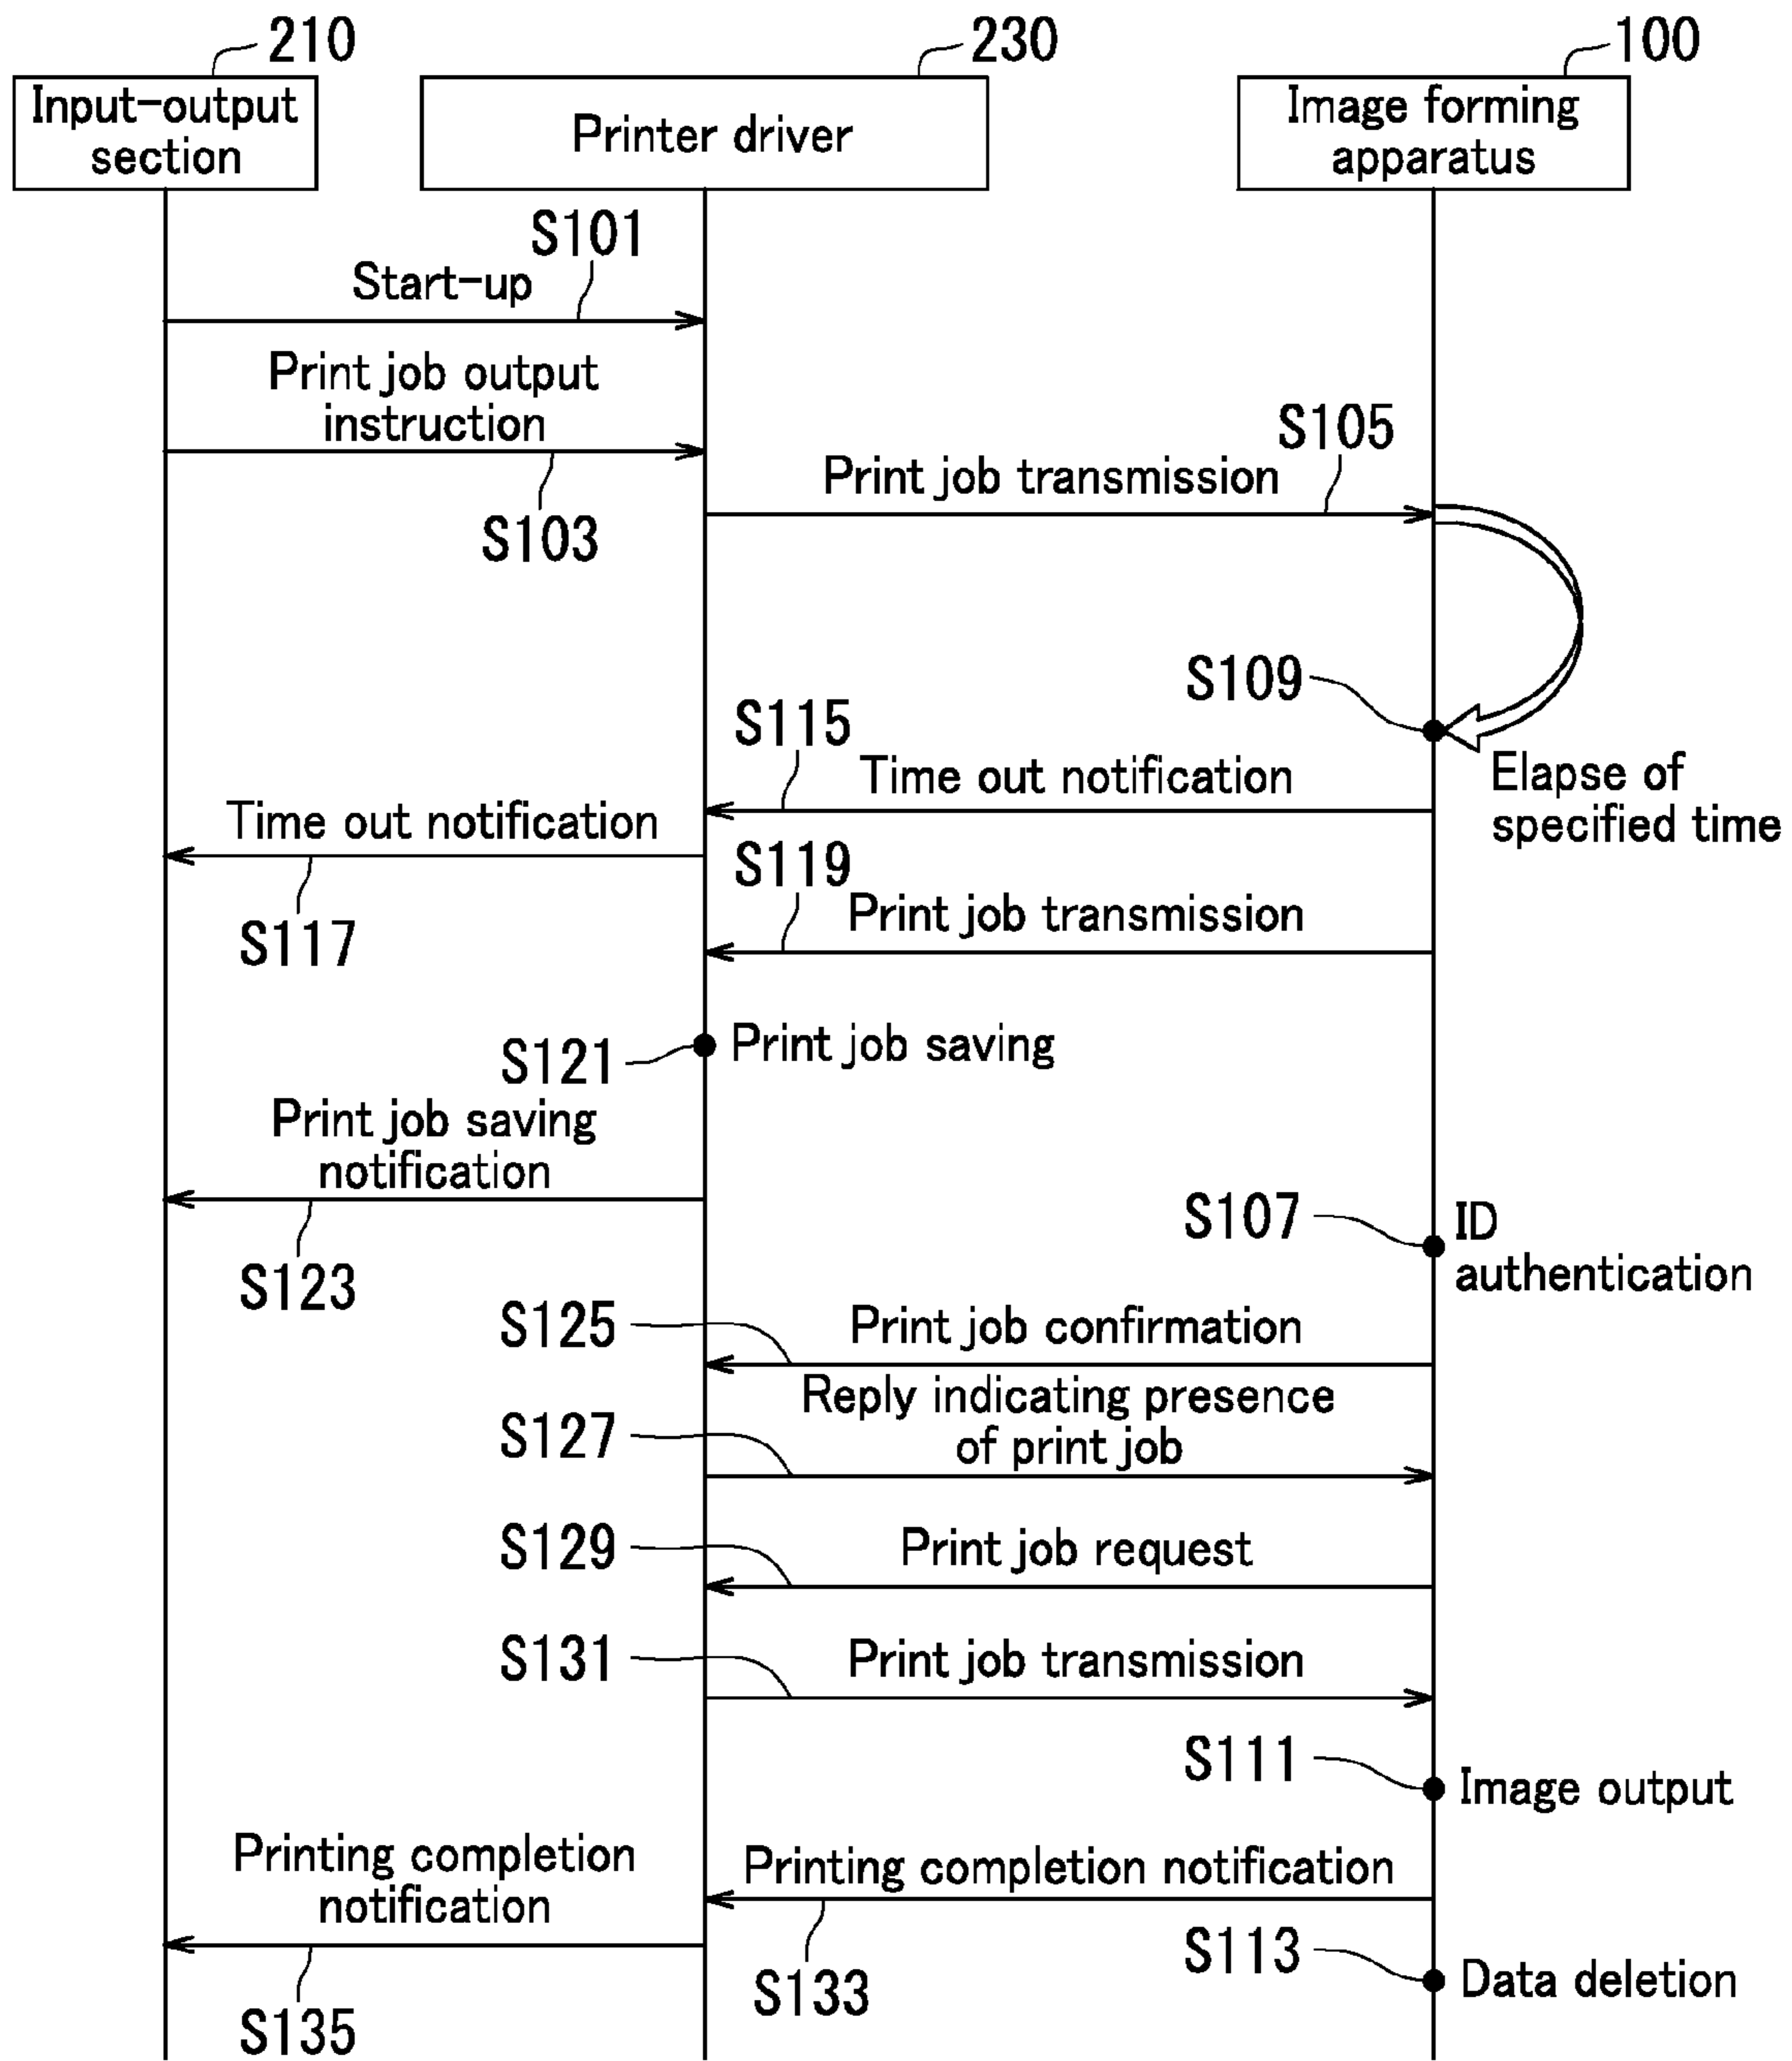 210
230
100
Input-output
section
Printer driver
Image forming
apparatus
S101
Start-up
Print job output
instruction
S103
S105
Print job transmission
S109
Elapse of
specified time
S115
Time out notification
Time out notification
S117
S119
Print job transmission
S121
Print job saving
Print job saving
notification
S123
S107
ID
authentication
S125
Print job confirmation
Reply indicating presence
of print job
S127
S129
Print job request
S131
Print job transmission
S111
Image output
Printing completion
notification
Printing completion notification
S133
S113
Data deletion
S135